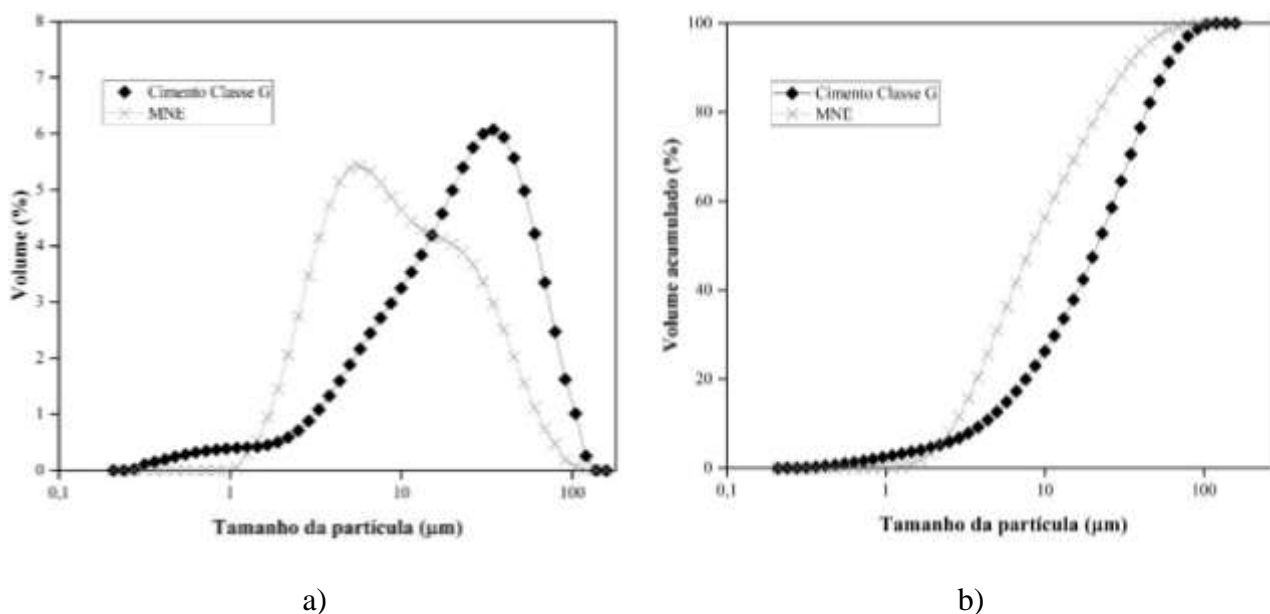 8
7
6
5
4
3
2
1
0
Volume (%)
Cimento Classe G
MNE
0,1
1
10
100
Tamanho da partícula (µm)
a)
100
80
60
40
20
0
Volume acumulado (%)
Cimento Classe G
MNE
0,1
1
10
100
Tamanho da partícula (µm)
b)